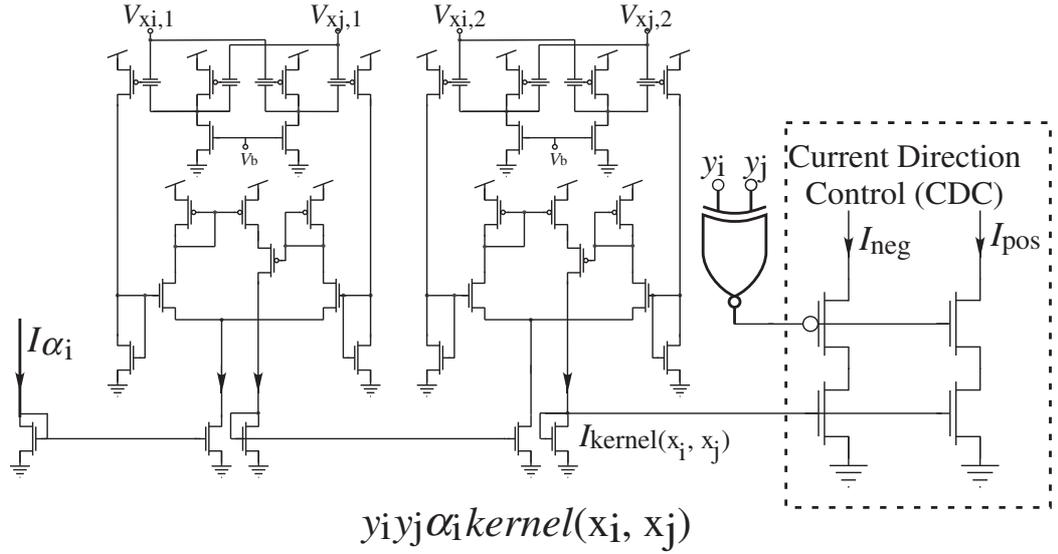 Vxi,1 Vxj,1 Vxi,2 Vxj,2
Vb Vb
yi yj
Current Direction
Control (CDC)
Ineg Ipos
Iαi
Ikernel(xi, xj)
yiyjαikernel(xi, xj)